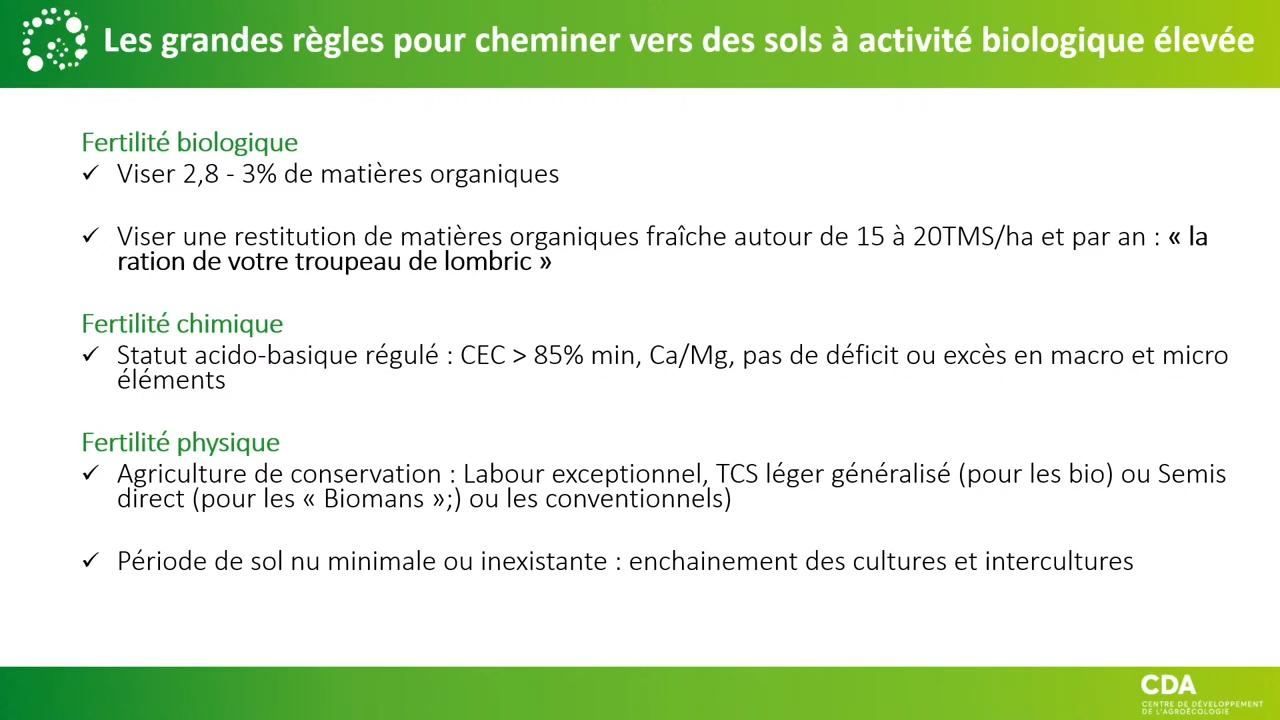 Les grandes règles pour cheminer vers des sols à activité biologique élevée
Fertilité biologique
✓ Viser 2,8 - 3% de matières organiques
✓ Viser une restitution de matières organiques fraîche autour de 15 à 20TMS/ha et par an : « la
ration de votre troupeau de lombric »
Fertilité chimique
✓ Statut acido-basique régulé : CEC > 85% min, Ca/Mg, pas de déficit ou excès en macro et micro
éléments
Fertilité physique
✓ Agriculture de conservation : Labour exceptionnel, TCS léger généralisé (pour les bio) ou Semis
direct (pour les « Biomans »;) ou les conventionnels)
✓ Période de sol nu minimale ou inexistante : enchainement des cultures et intercultures
CDA
CENTRE DE DÉVELOPPEMENT
DE L'AGROÉCOLOGIE